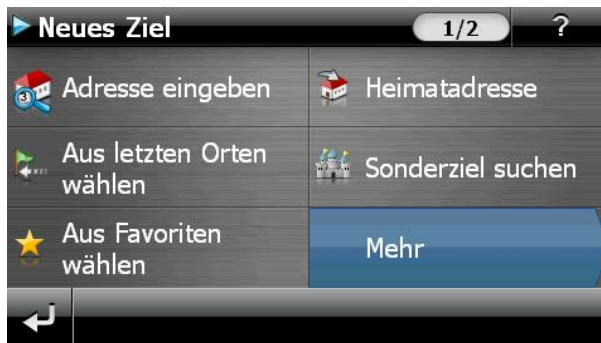 Neues Ziel
1/2
?
Adresse eingeben
Heimatadresse
Aus letzten Orten
wählen
Sonderziel suchen
Aus Favoriten
wählen
Mehr